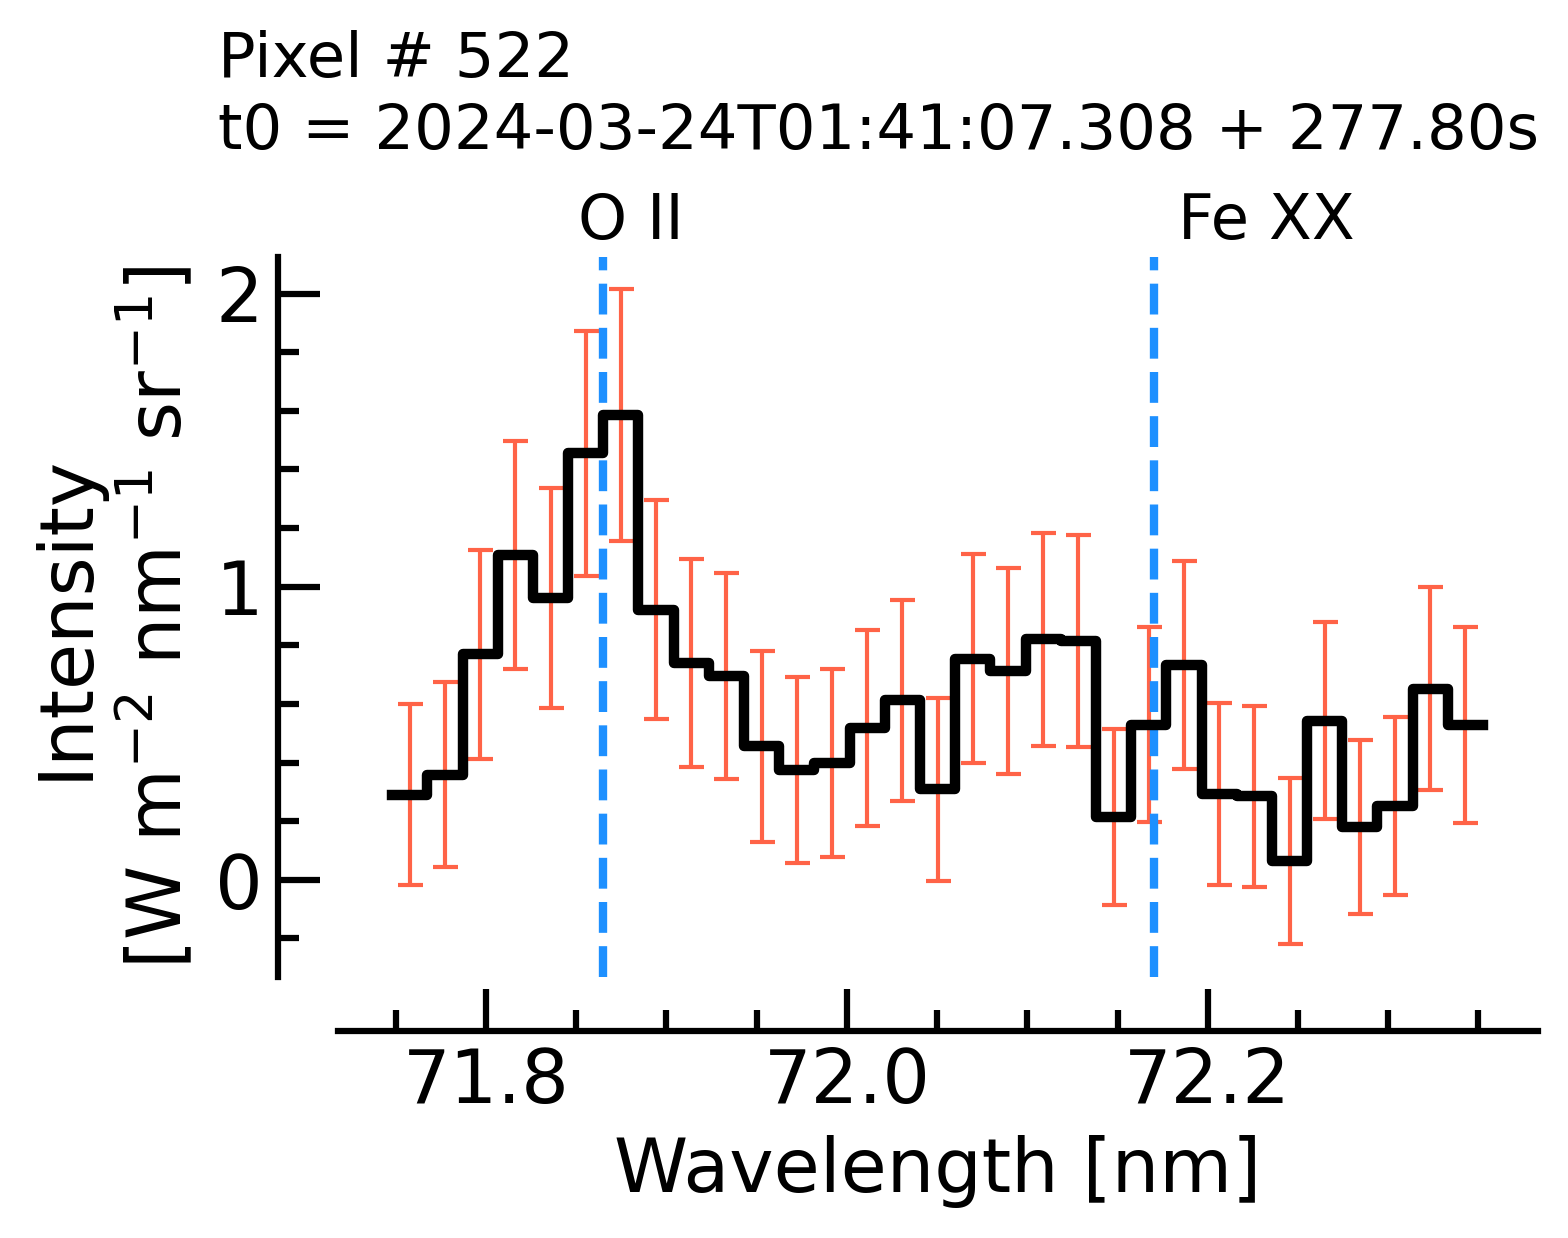 Pixel # 522
t0 = 2024-03-24T01:41:07.308 + 277.80s
O II
Fe XX
Intensity
[W m⁻² nm⁻¹ sr⁻¹]
2
1
0
71.8
72.0
72.2
Wavelength [nm]